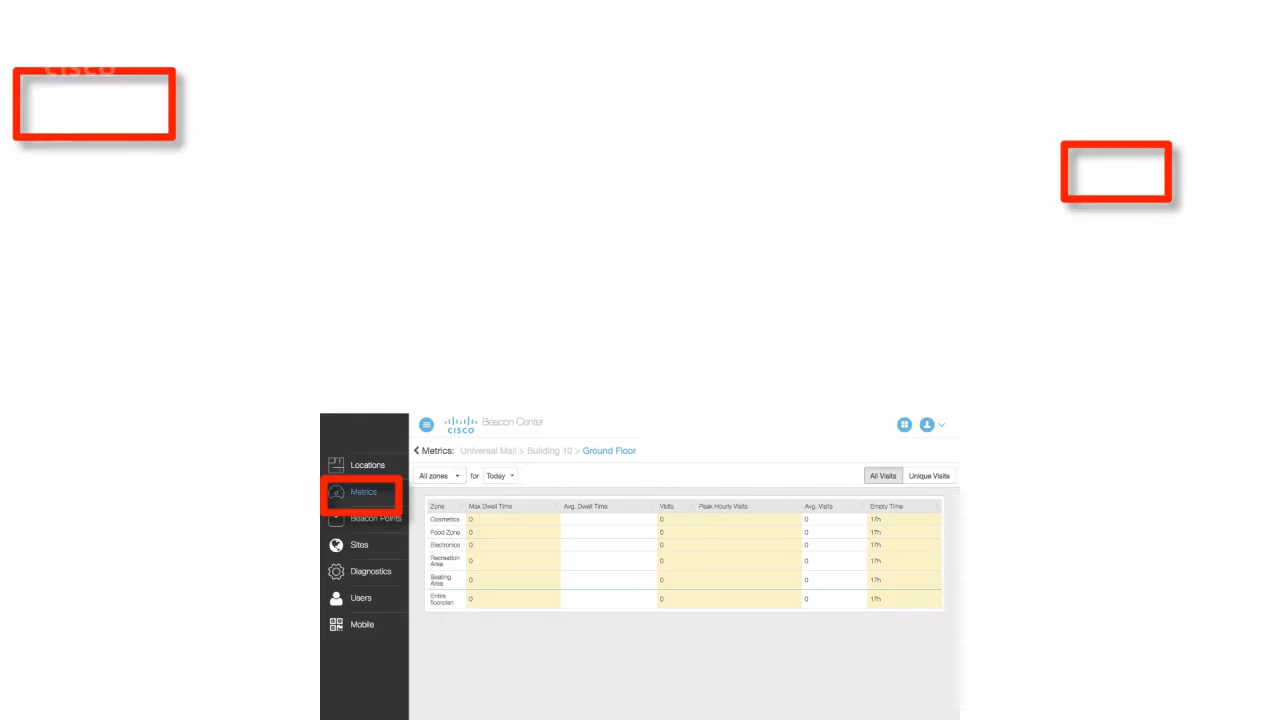 CISCO
CISCO Beacon Center
Metrics: Universal Mall > Building 10 > Ground Floor
All zones for Today All Visits Unique Visits
Locations
Metrics
Beacon Points
Sites
Diagnostics
Users
Mobile
Zone Max Dwell Time Avg. Dwell Time Visits Peak Hourly Visits Avg. Visits Empty Time
Cosmetics 0 0 0 17h
Food Zone 0 0 0 17h
Electronics 0 0 0 17h
Recreation Area 0 0 0 17h
Seating Area 0 0 0 17h
Entire floorplan 0 0 0 17h